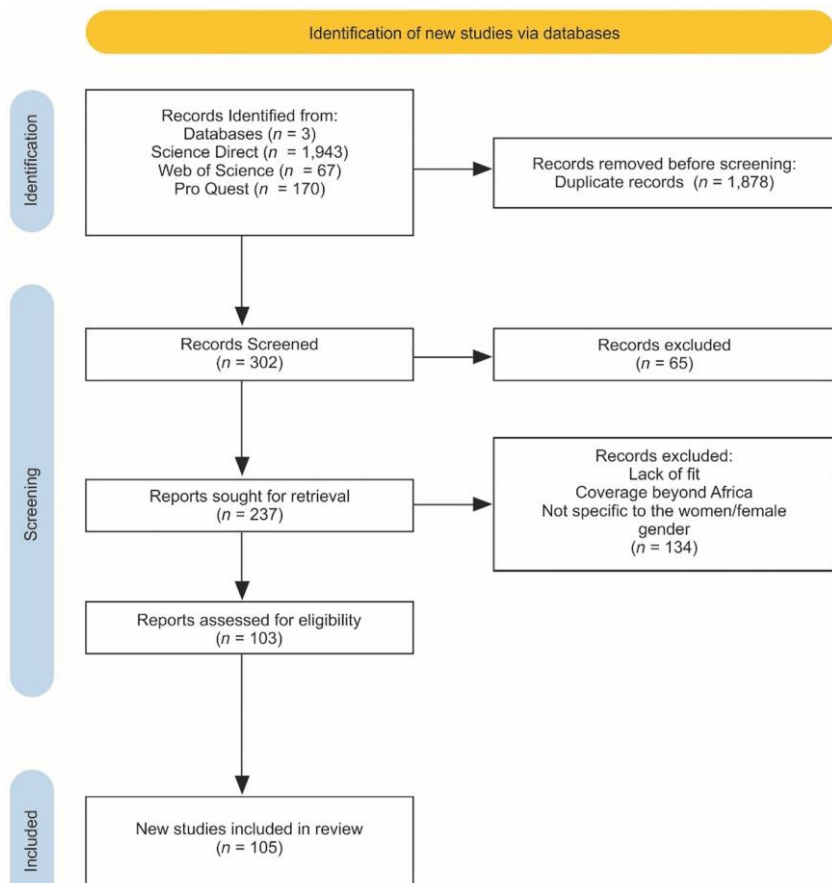 Identification of new studies via databases
Identification
Records Identified from:
Databases (n = 3)
Science Direct (n = 1,943)
Web of Science (n = 67)
Pro Quest (n = 170)
Records removed before screening:
Duplicate records (n = 1,878)
Screening
Records Screened
(n = 302)
Records excluded
(n = 65)
Reports sought for retrieval
(n = 237)
Records excluded:
Lack of fit
Coverage beyond Africa
Not specific to the women/female
gender
(n = 134)
Reports assessed for eligibility
(n = 103)
Included
New studies included in review
(n = 105)